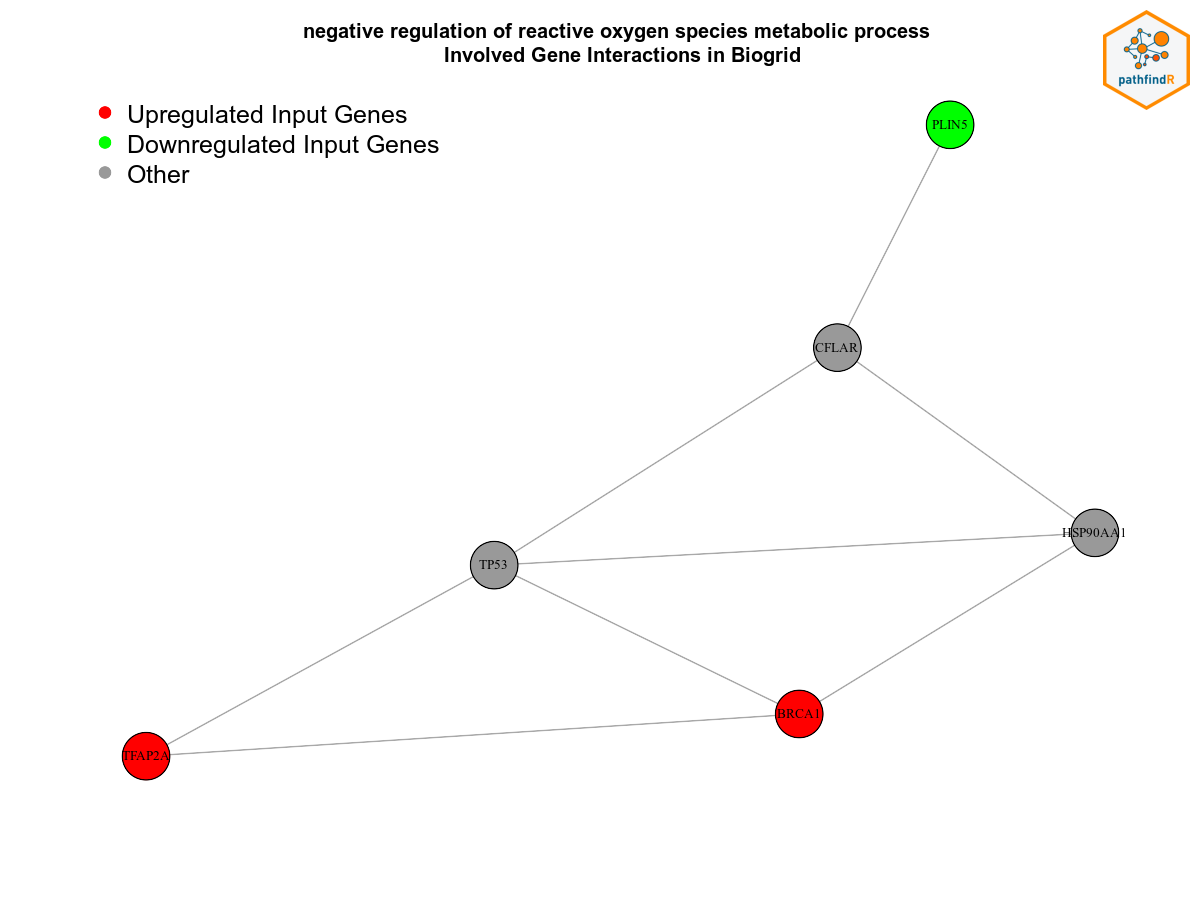 negative regulation of reactive oxygen species metabolic process
Involved Gene Interactions in Biogrid
pathfindR
Upregulated Input Genes
Downregulated Input Genes
Other
PLIN5
CFLAR
HSP90AA1
TP53
BRCA1
TFAP2A